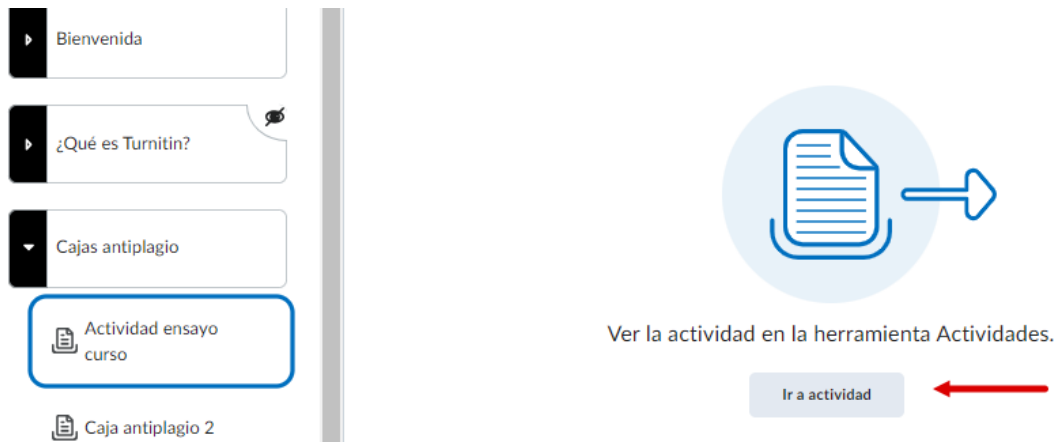 Bienvenida
¿Qué es Turnitin?
Cajas antiplagio
Actividad ensayo
curso
Caja antiplagio 2
Ver la actividad en la herramienta Actividades.
Ir a actividad